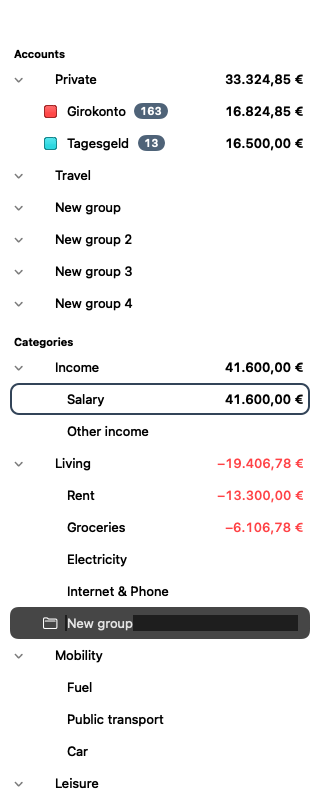 Accounts
Private 33.324,85 €
Girokonto 163 16.824,85 €
Tagesgeld 13 16.500,00 €
Travel
New group
New group 2
New group 3
New group 4
Categories
Income 41.600,00 €
Salary 41.600,00 €
Other income
Living –19.406,78 €
Rent –13.300,00 €
Groceries –6.106,78 €
Electricity
Internet & Phone
New group
Mobility
Fuel
Public transport
Car
Leisure